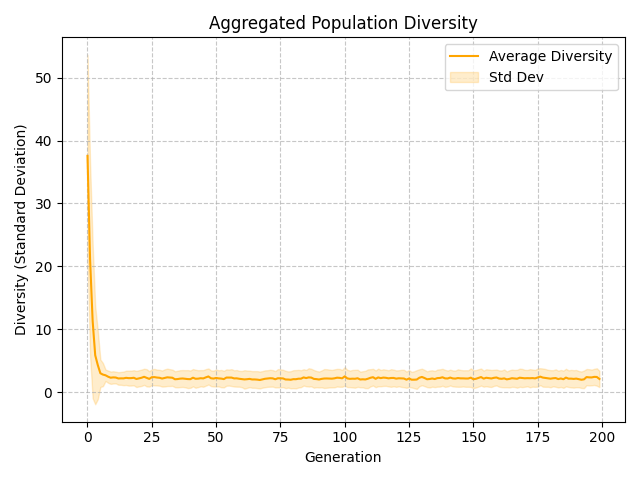 Aggregated Population Diversity
Average Diversity
Std Dev
Diversity (Standard Deviation)
50
40
30
20
10
0
0 25 50 75 100 125 150 175 200
Generation